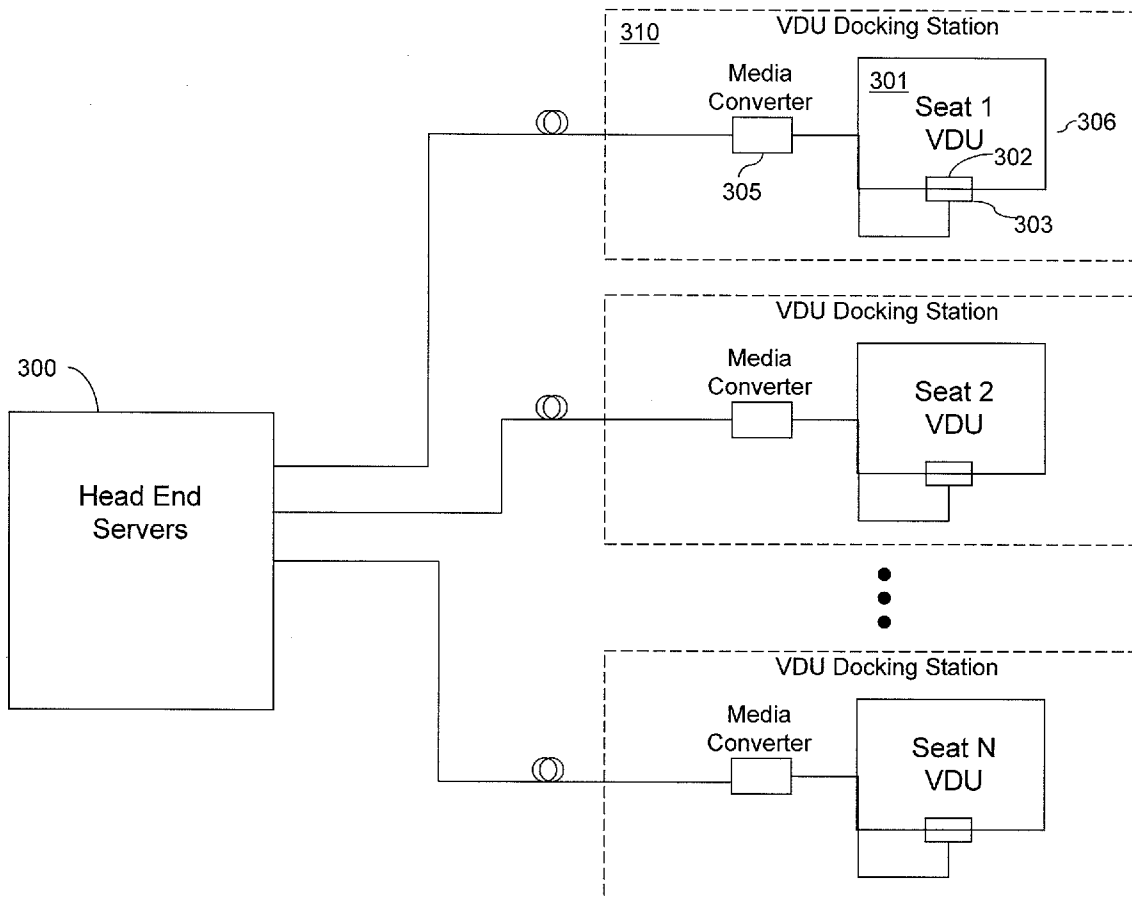 310
VDU Docking Station
Media
Converter
305
301
Seat 1
VDU
306
302
303
VDU Docking Station
Media
Converter
Seat 2
VDU
300
Head End
Servers
VDU Docking Station
Media
Converter
Seat N
VDU